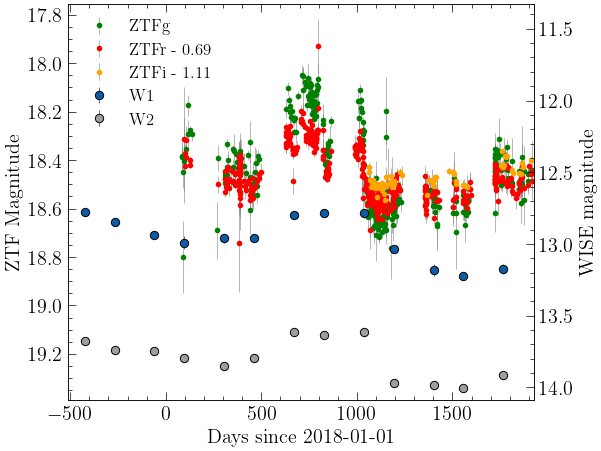 ZTFg
ZTFr - 0.69
ZTFi - 1.11
W1
W2
17.8
18.0
18.2
18.4
18.6
18.8
19.0
19.2
ZTF Magnitude
11.5
12.0
12.5
13.0
13.5
14.0
WISE magnitude
−500
0
500
1000
1500
Days since 2018-01-01